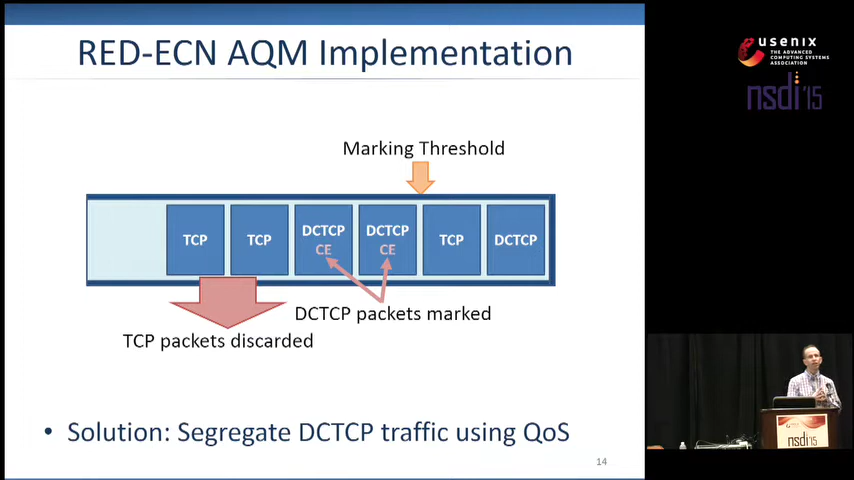 RED-ECN AQM Implementation
usenix
THE ADVANCED
COMPUTING SYSTEMS
ASSOCIATION
nsdi'15
Marking Threshold
TCP
TCP
DCTCP
CE
DCTCP
CE
TCP
DCTCP
DCTCP packets marked
TCP packets discarded
• Solution: Segregate DCTCP traffic using QoS
14
nsdi'15